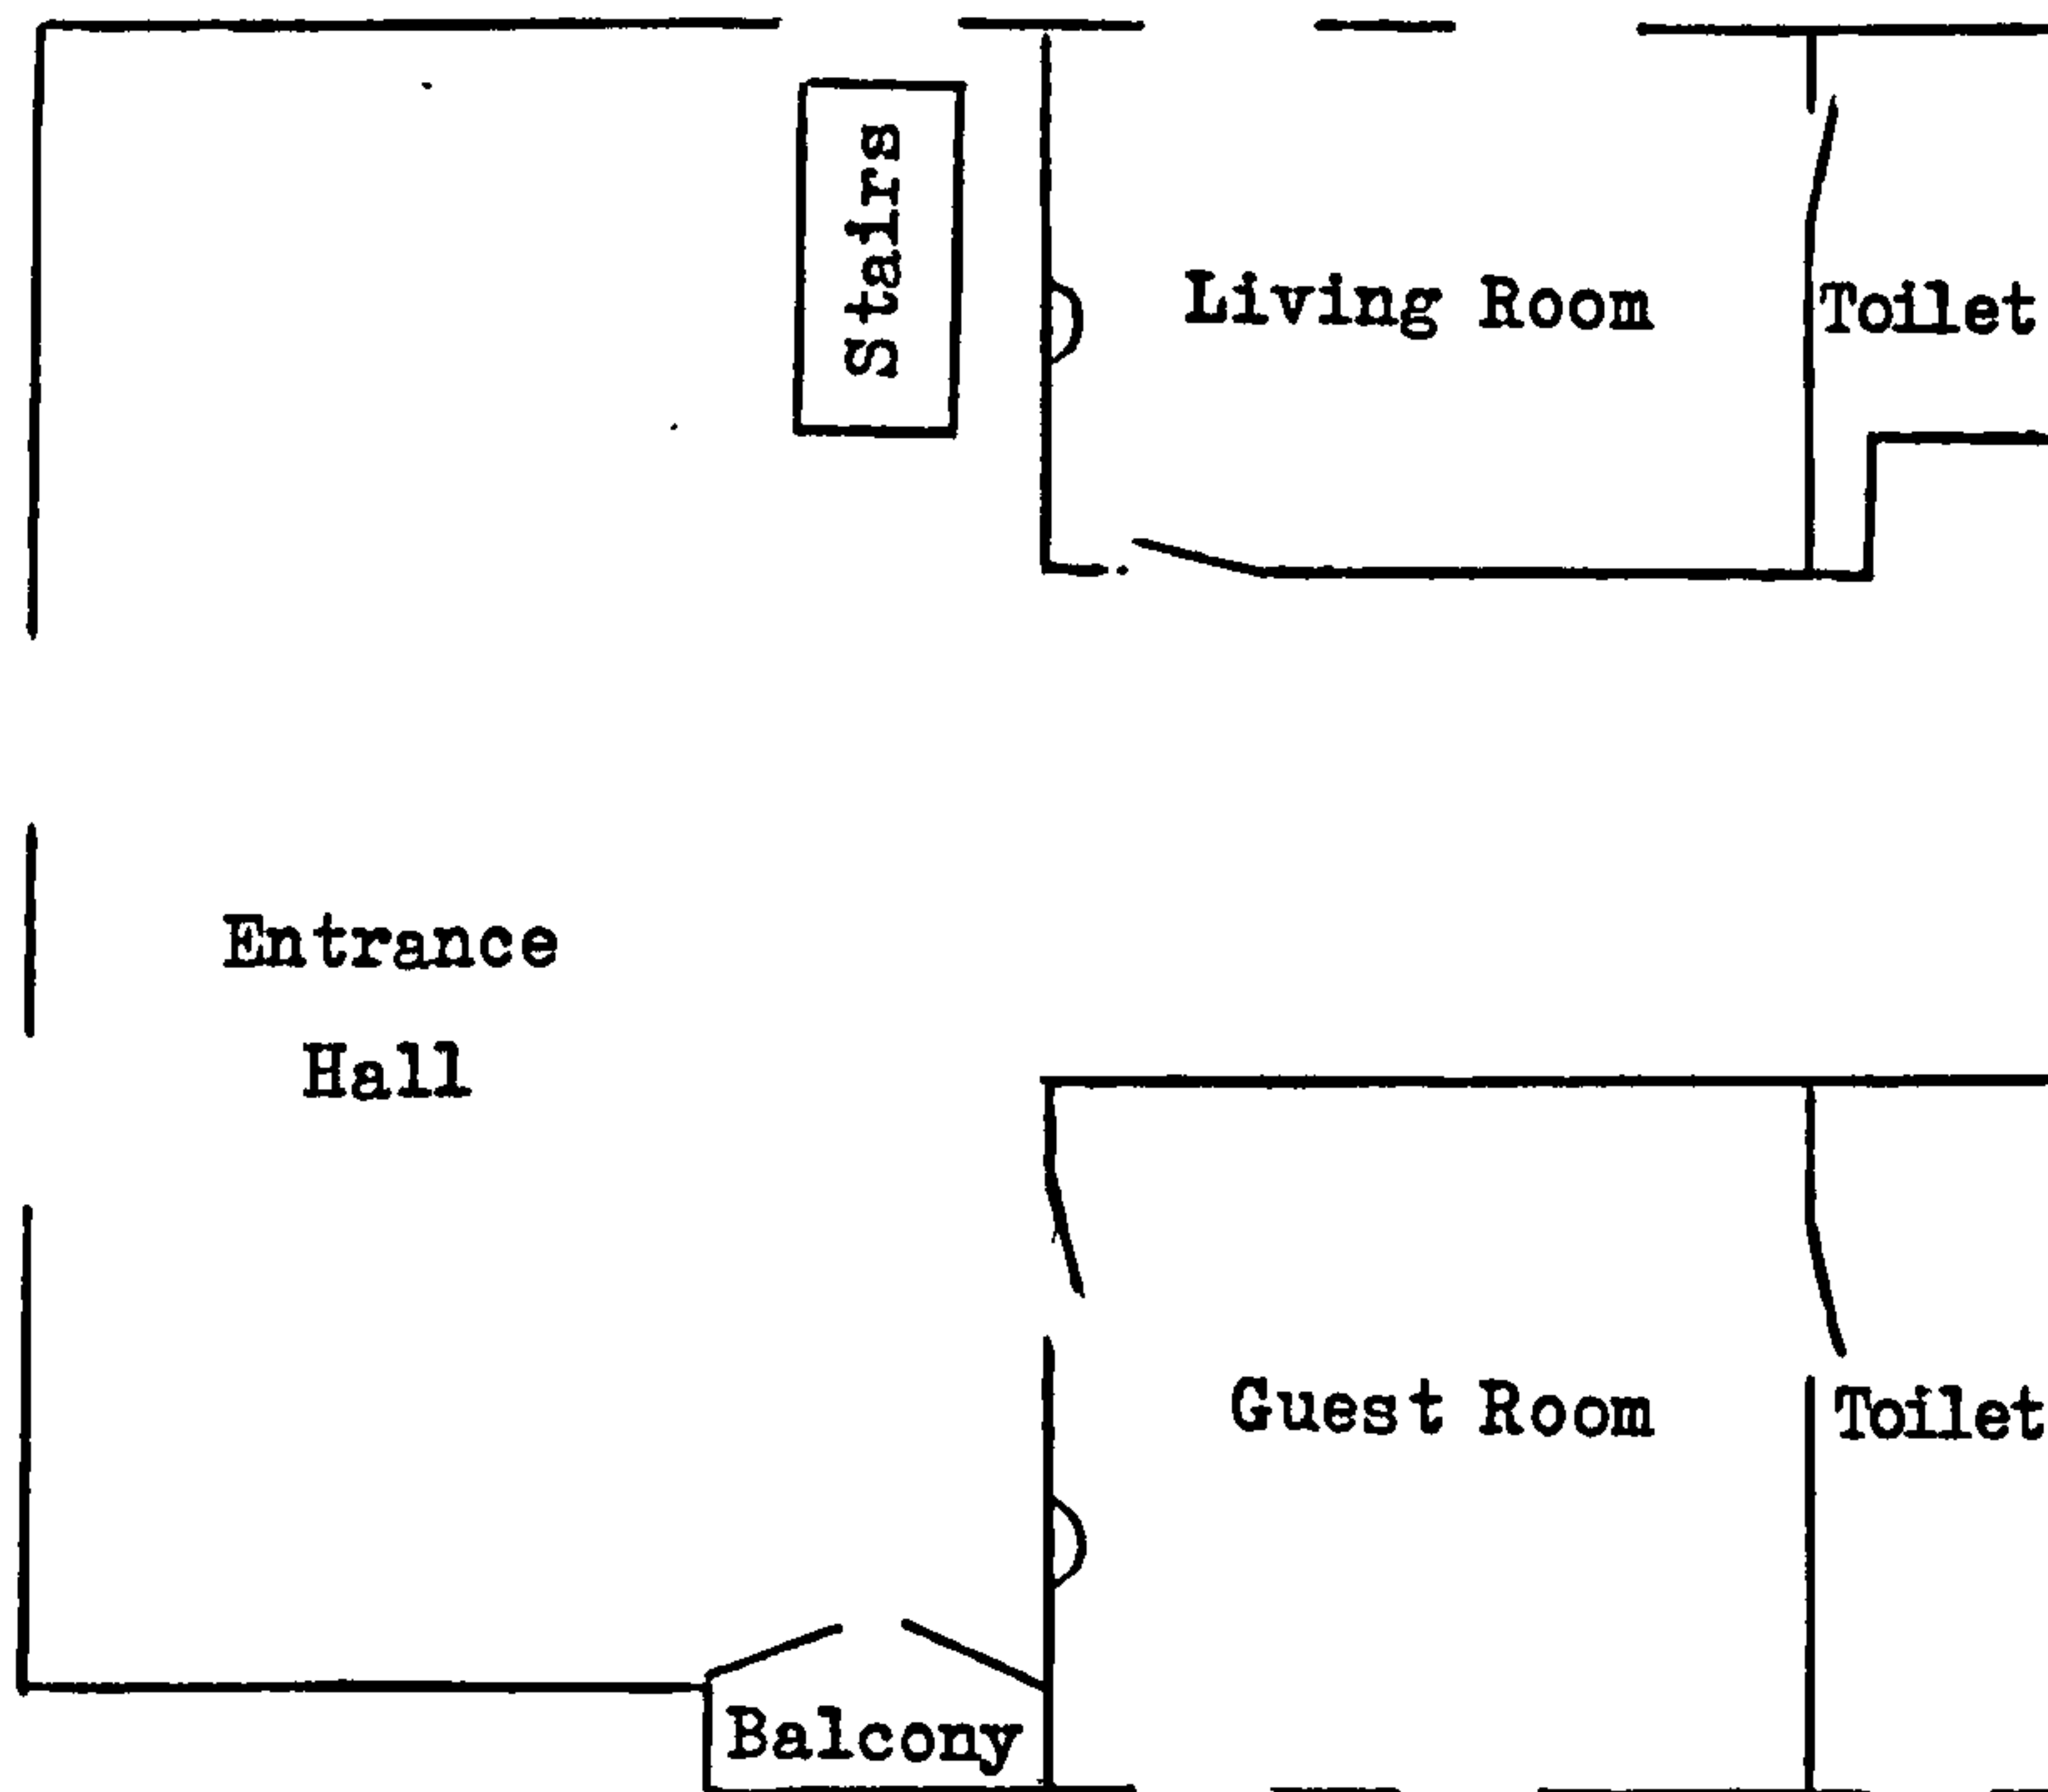 Stairs
Living Room
Toilet
Entrance
Hall
Guest Room
Toilet
Balcony